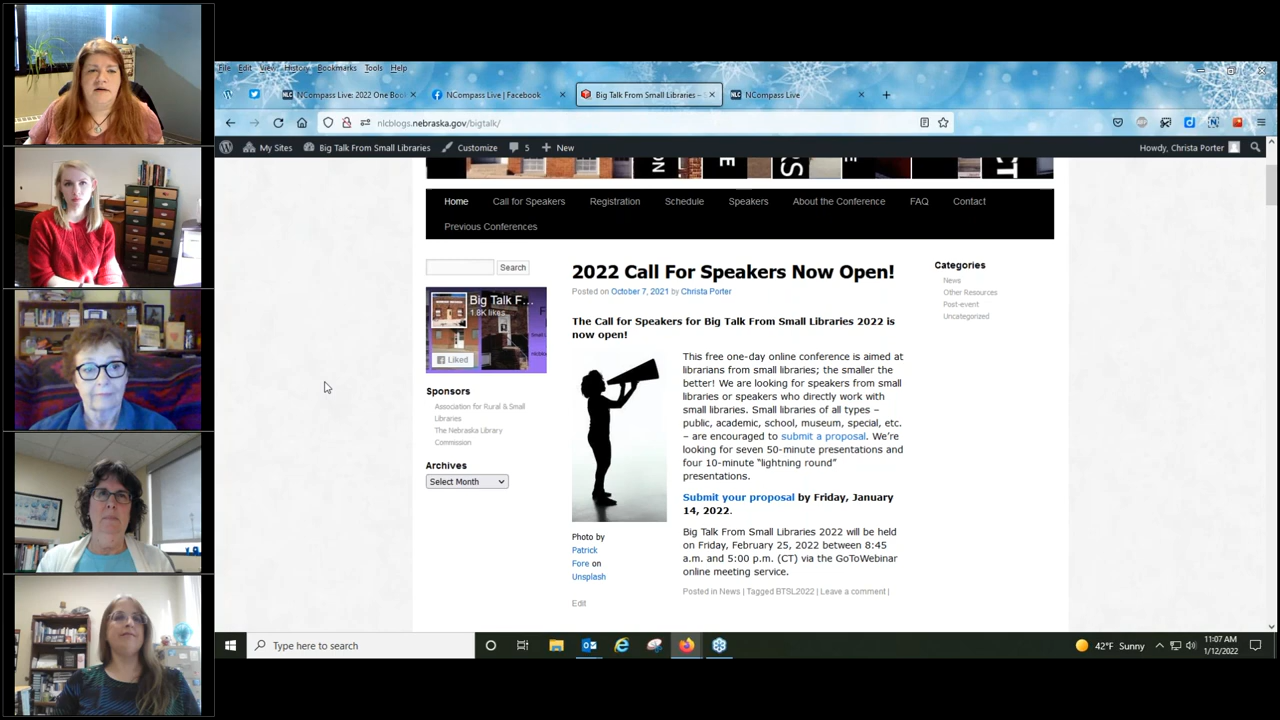 File Edit View History Bookmarks Tools Help
NCompass Live: 2022 One Boo
NCompass Live | Facebook
Big Talk From Small Libraries –
NCompass Live
nlcblogs.nebraska.gov/bigtalk/
My Sites Big Talk From Small Libraries Customize 5 New Howdy, Christa Porter
Home Call for Speakers Registration Schedule Speakers About the Conference FAQ Contact
Previous Conferences
Search
Big Talk F...
1.8K likes
Liked
Sponsors
Association for Rural & Small
Libraries
The Nebraska Library
Commission
Archives
Select Month
2022 Call For Speakers Now Open!
Posted on October 7, 2021 by Christa Porter
The Call for Speakers for Big Talk From Small Libraries 2022 is
now open!
This free one-day online conference is aimed at
librarians from small libraries; the smaller the
better! We are looking for speakers from small
libraries or speakers who directly work with
small libraries. Small libraries of all types –
public, academic, school, museum, special, etc.
– are encouraged to submit a proposal. We're
looking for seven 50-minute presentations and
four 10-minute “lightning round”
presentations.
Submit your proposal by Friday, January
14, 2022.
Big Talk From Small Libraries 2022 will be held
on Friday, February 25, 2022 between 8:45
a.m. and 5:00 p.m. (CT) via the GoToWebinar
online meeting service.
Photo by
Patrick
Fore on
Unsplash
Posted in News | Tagged BTSL2022 | Leave a comment |
Edit
Categories
News
Other Resources
Post-event
Uncategorized
Type here to search
42°F Sunny
11:07 AM
1/12/2022